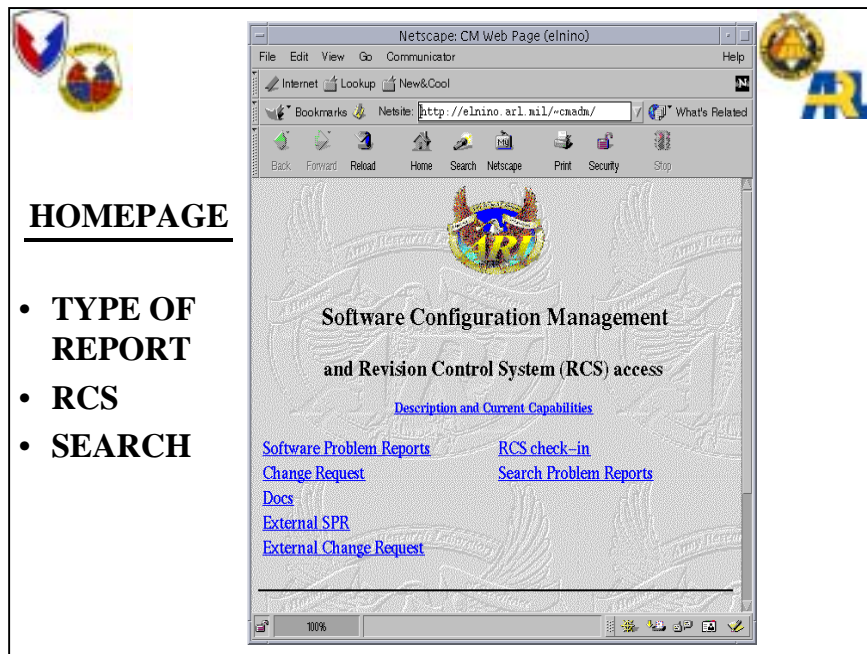 HOMEPAGE
• TYPE OF
REPORT
• RCS
• SEARCH
Netscape: CM Web Page (elnino)
File Edit View Go Communicator Help
Internet Lookup New&Cool
N
Bookmarks Netsite: http://elnino.arl.mil/~cmadm/ What's Related
My
Back Forward Reload Home Search Netscape Print Security Stop
ARL
Software Configuration Management
and Revision Control System (RCS) access
Description and Current Capabilities
Software Problem Reports RCS check-in
Change Request Search Problem Reports
Docs
External SPR
External Change Request
100%
ARL